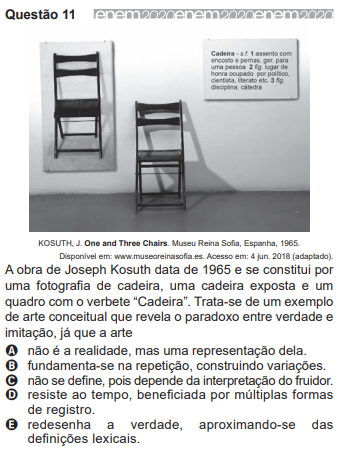 Questão 11
enem2020enem2020enem2020
Cadeira - s.f. 1 assento com
encosto e pernas, ger. para
uma pessoa 2 fig. lugar de
honra ocupado por político,
cientista, literato etc. 3 fig.
disciplina; cátedra
KOSUTH, J. One and Three Chairs. Museu Reina Sofia, Espanha, 1965.
Disponível em: www.museoreinasofia.es. Acesso em: 4 jun. 2018 (adaptado).
A obra de Joseph Kosuth data de 1965 e se constitui por
uma fotografia de cadeira, uma cadeira exposta e um
quadro com o verbete “Cadeira”. Trata-se de um exemplo
de arte conceitual que revela o paradoxo entre verdade e
imitação, já que a arte
A não é a realidade, mas uma representação dela.
B fundamenta-se na repetição, construindo variações.
C não se define, pois depende da interpretação do fruidor.
D resiste ao tempo, beneficiada por múltiplas formas
de registro.
E redesenha a verdade, aproximando-se das
definições lexicais.